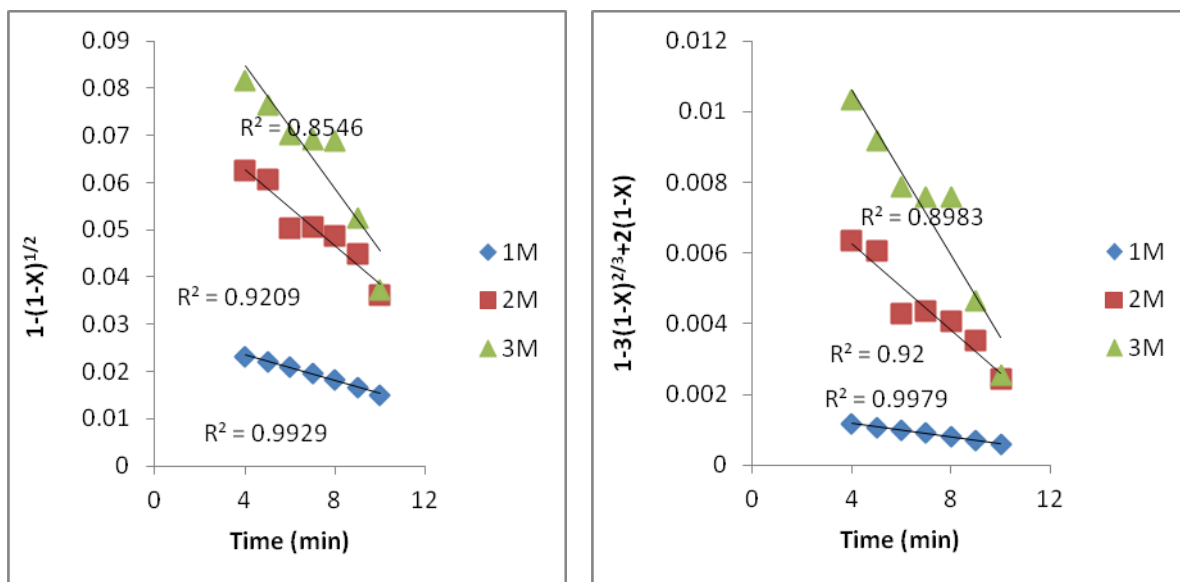 1-(1-X)^1/2
0.09
0.08
0.07
0.06
0.05
0.04
0.03
0.02
0.01
0
R² = 0.8546
R² = 0.9209
R² = 0.9929
0 4 8 12
Time (min)
1M
2M
3M
1-3(1-X)^2/3+2(1-X)
0.012
0.01
0.008
0.006
0.004
0.002
0
R² = 0.8983
R² = 0.92
R² = 0.9979
0 4 8 12
Time (min)
1M
2M
3M